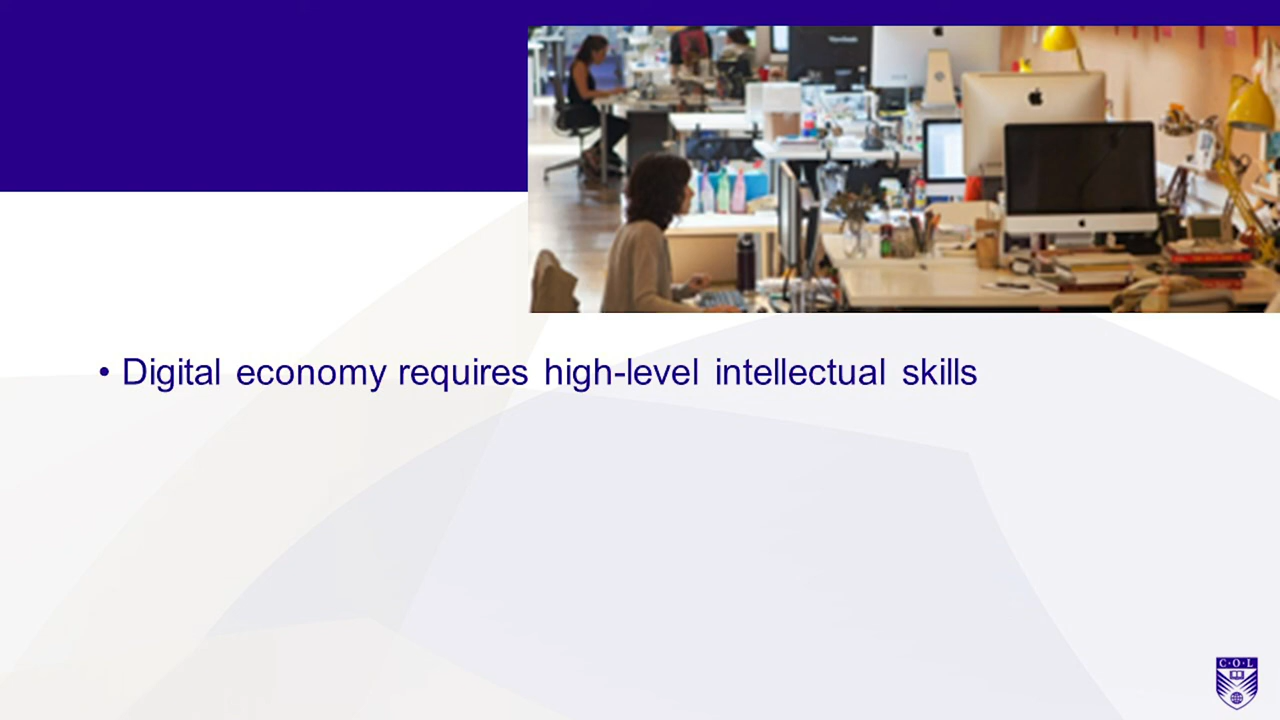 • Digital economy requires high-level intellectual skills
C·O·L